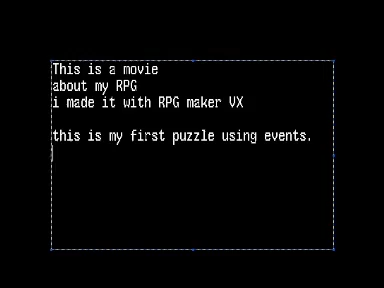 This is a movie
about my RPG
i made it with RPG maker VX
this is my first puzzle using events.